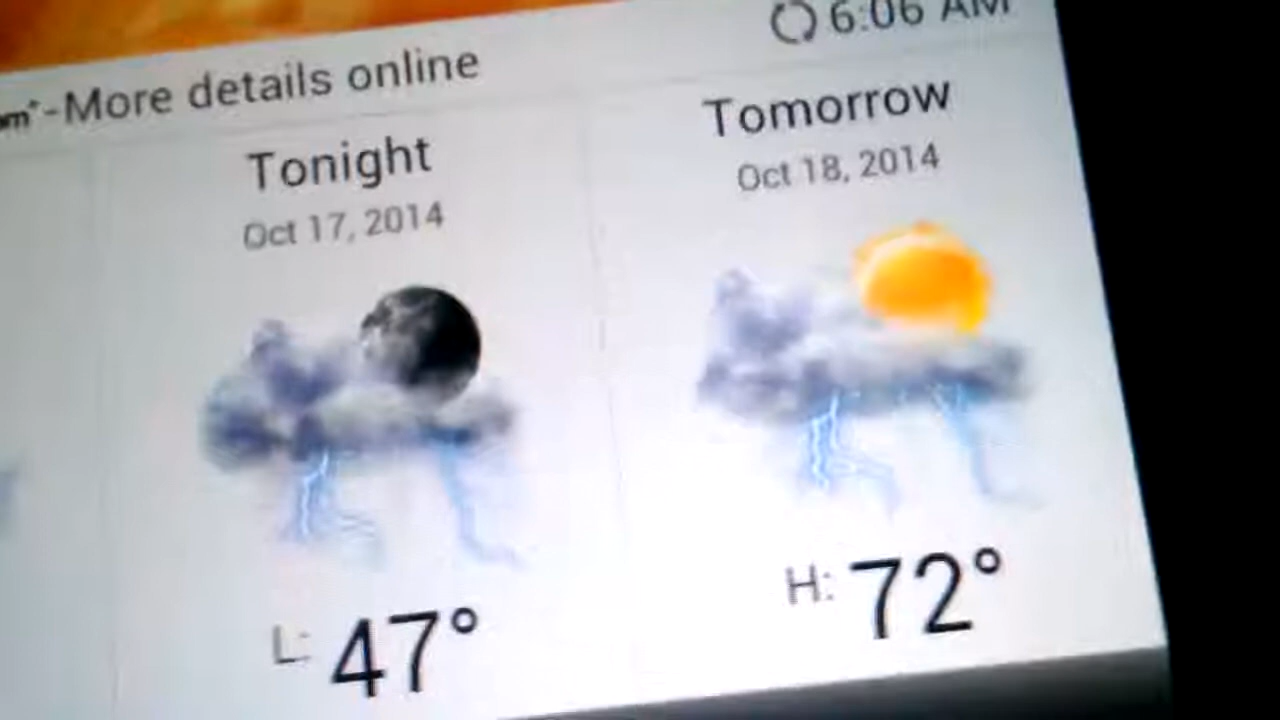 6:06 AM
-More details online
Tonight
Oct 17, 2014
L: 47°
Tomorrow
Oct 18, 2014
H: 72°